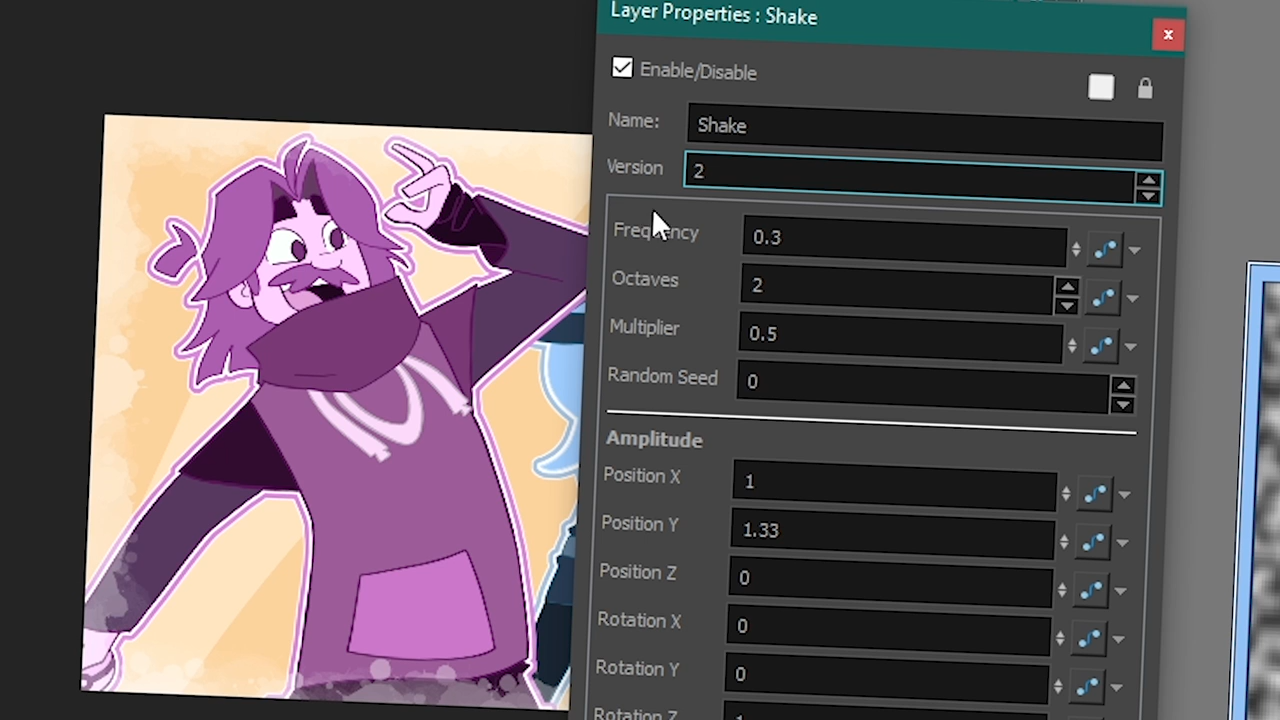 Layer Properties : Shake
x
Enable/Disable
Name: Shake
Version 2
Frequency 0.3
Octaves 2
Multiplier 0.5
Random Seed 0
Amplitude
Position X 1
Position Y 1.33
Position Z 0
Rotation X 0
Rotation Y 0
Rotation Z